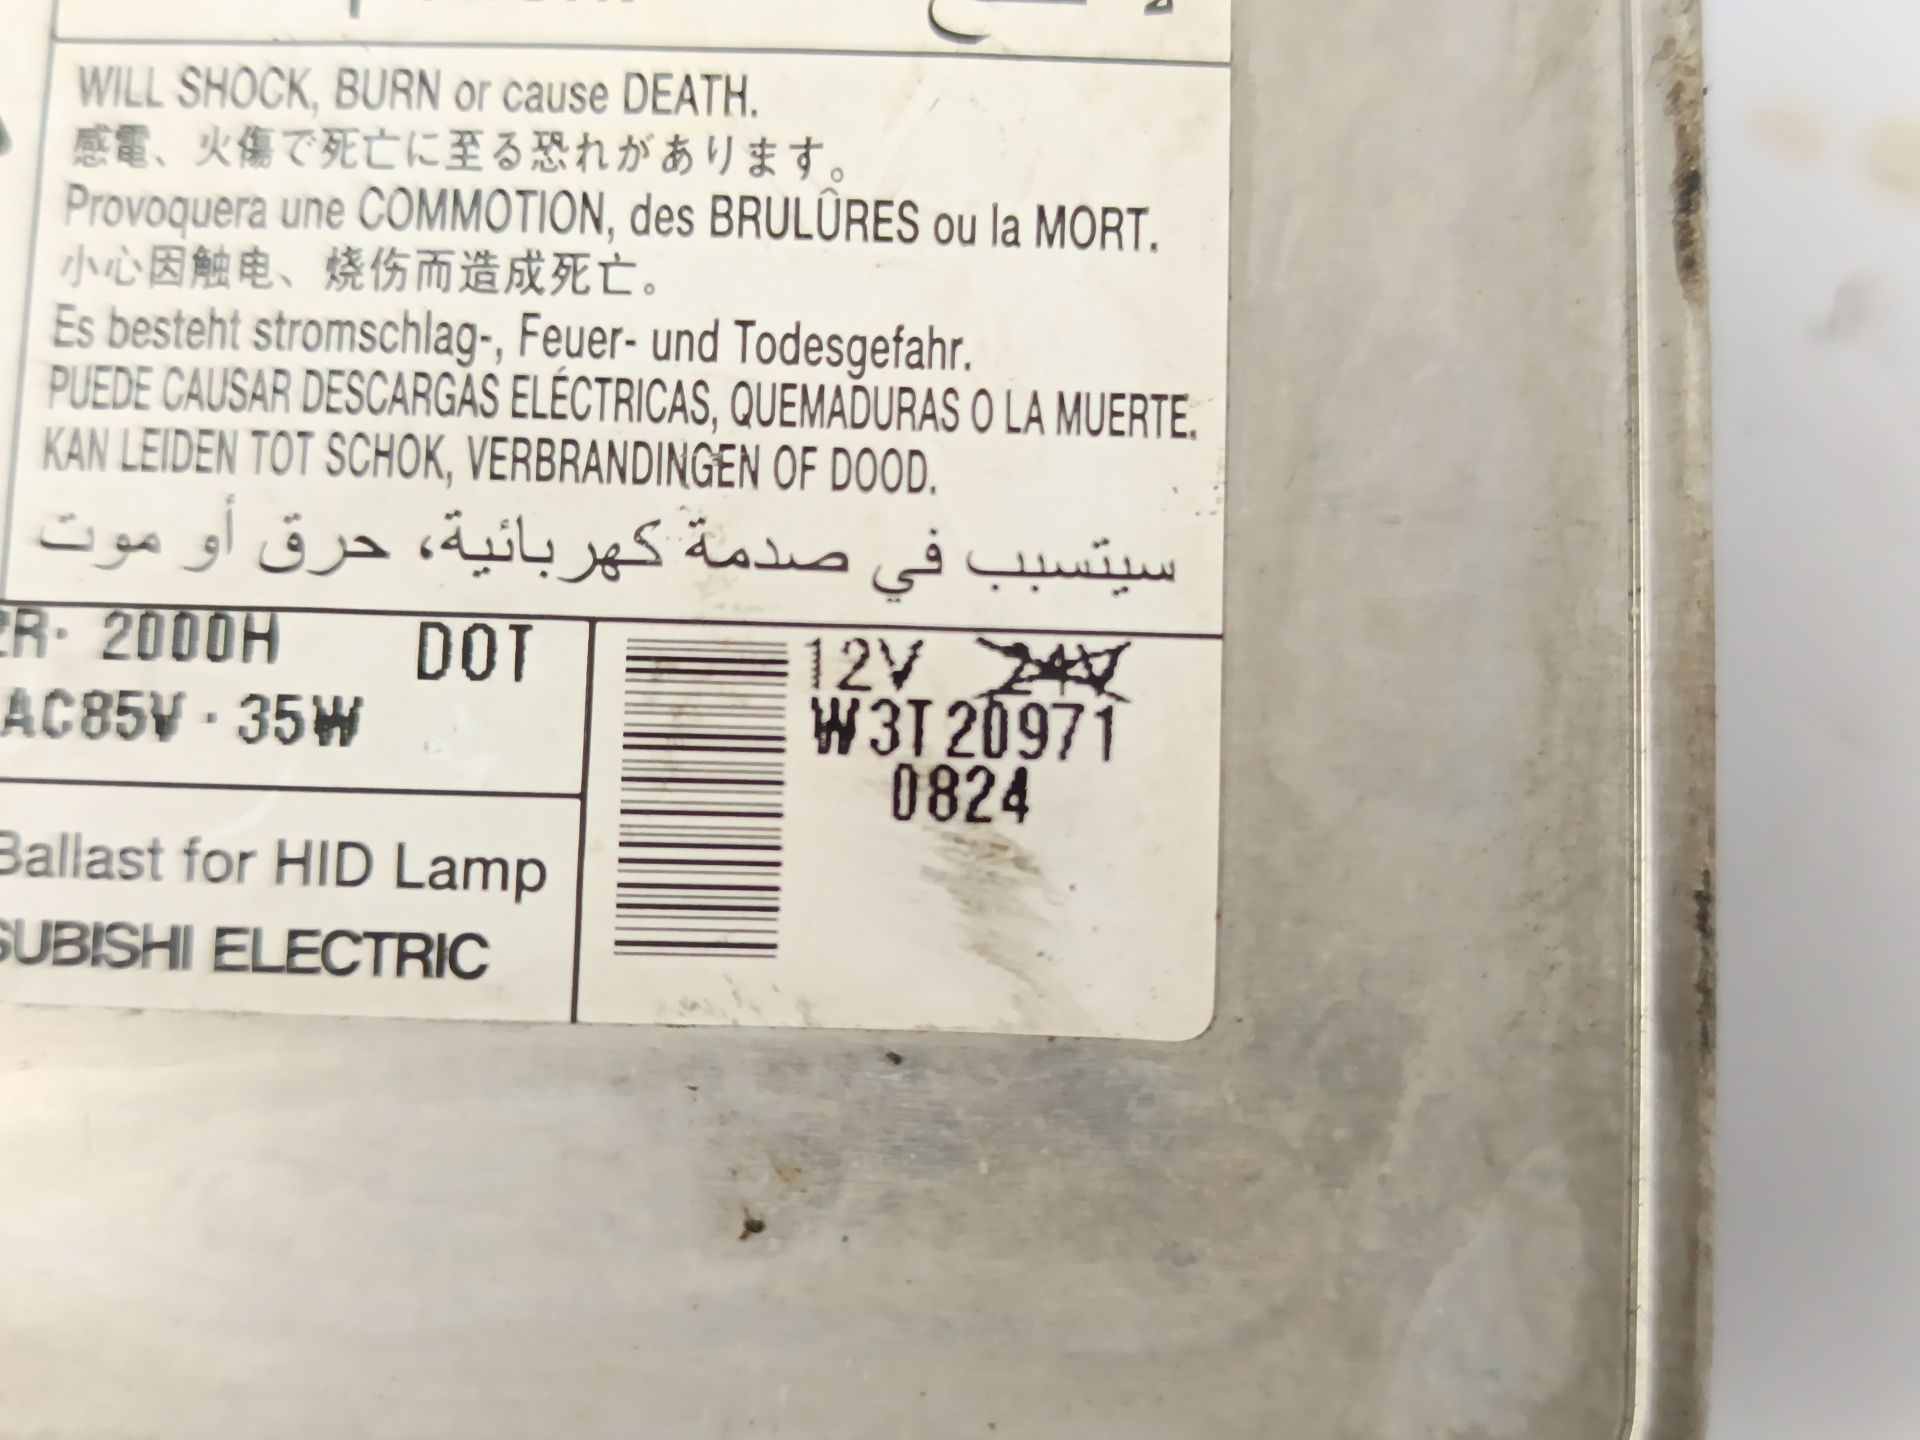 WILL SHOCK, BURN or cause DEATH.
感電、火傷で死亡に至る恐れがあります。
Provoquera une COMMOTION, des BRULÛRES ou la MORT.
小心因触电、烧伤而造成死亡。
Es besteht stromschlag-, Feuer- und Todesgefahr.
PUEDE CAUSAR DESCARGAS ELÉCTRICAS, QUEMADURAS O LA MUERTE.
KAN LEIDEN TOT SCHOK, VERBRANDINGEN OF DOOD.
سيتسبب في صدمة كهربائية، حرق أو موت
2R· 2000H DOT
AC85V·35W
Ballast for HID Lamp
SUBISHI ELECTRIC
12V 24V
W3T20971
0824